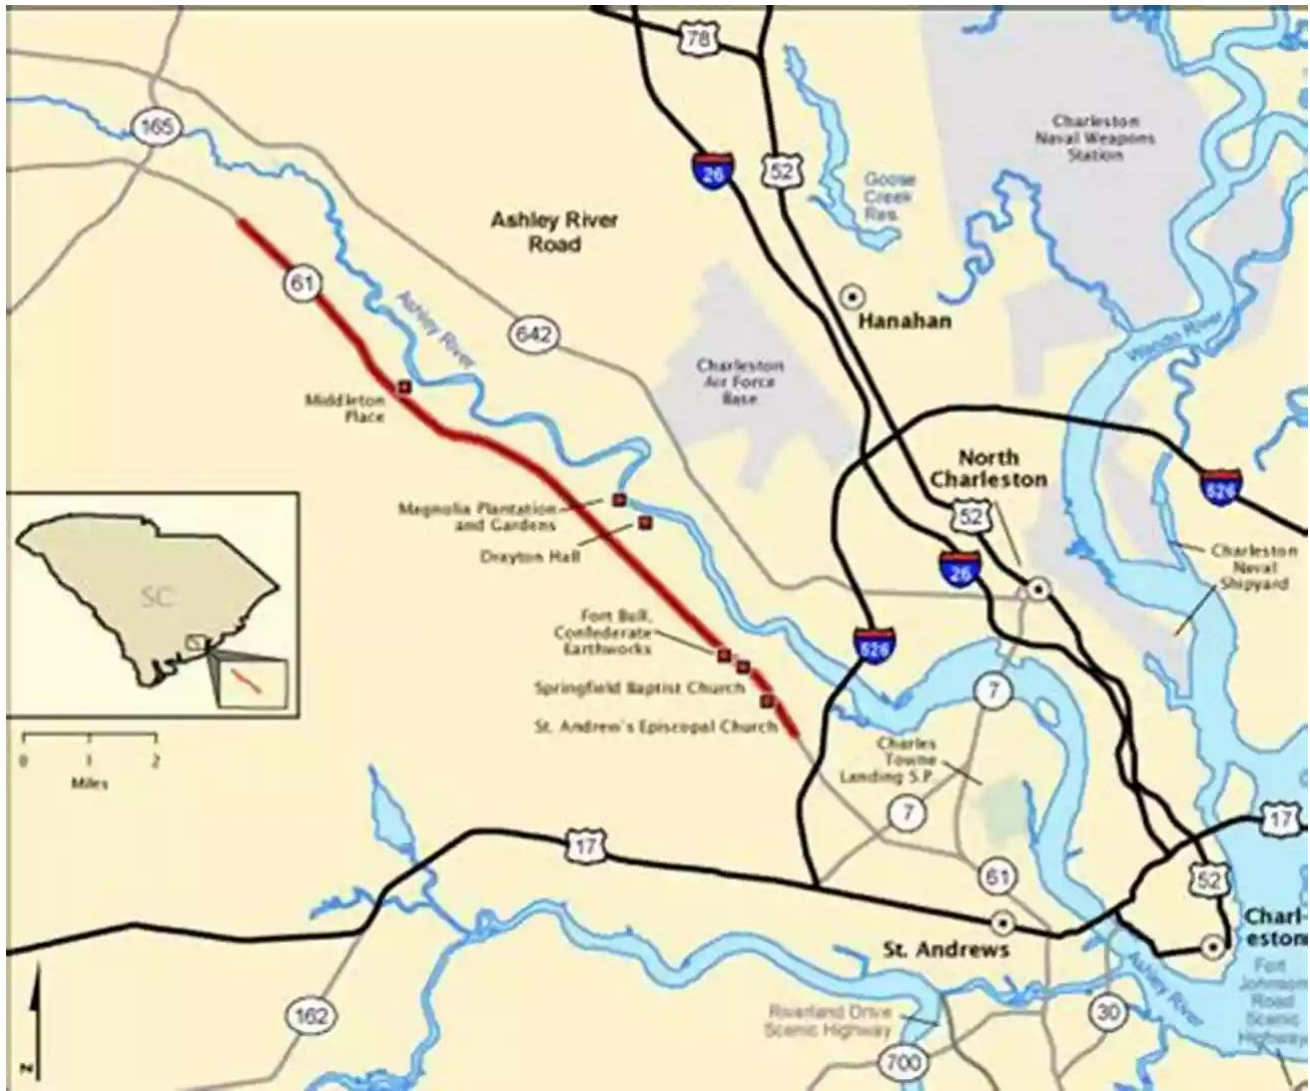 78
165
Charleston
Naval Weapons
Station
26
52
Goose
Creek
Res.
Ashley River
Road
61
Ashley River
642
Hanahan
Wando River
Charleston
Air Force
Base
Middleton
Place
North
Charleston
526
Magnolia Plantation
and Gardens
52
Drayton Hall
26
Charleston
Naval
Shipyard
SC
Fort Bull,
Confederate
Earthworks
526
Springfield Baptist Church
7
St. Andrew's Episcopal Church
0 1 2
Miles
Charles
Towne
Landing S.P.
7
17
17
61
52
St. Andrews
Charl-
eston
Ashley River
Fort
Johnson
Road
Scenic
Highway
162
Riverland Drive
Scenic Highway
30
700
N